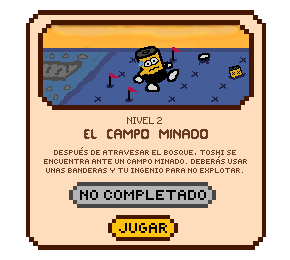 NIVEL 2
EL CAMPO MINADO
DESPUÉS DE ATRAVESAR EL BOSQUE, TOSHI SE
ENCUENTRA ANTE UN CAMPO MINADO. DEBERÁS USAR
UNAS BANDERAS Y TU INGENIO PARA NO EXPLOTAR.
NO COMPLETADO
JUGAR